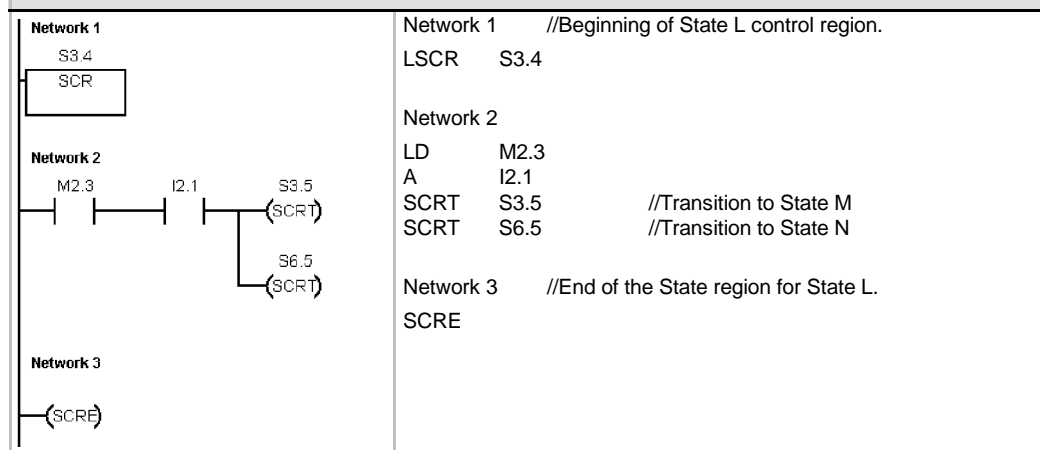 Network 1
S3.4
SCR
Network 2
M2.3 I2.1 S3.5
(SCRT)
S6.5
(SCRT)
Network 3
(SCRE)
Network 1 //Beginning of State L control region.
LSCR S3.4
Network 2
LD M2.3
A I2.1
SCRT S3.5 //Transition to State M
SCRT S6.5 //Transition to State N
Network 3 //End of the State region for State L.
SCRE